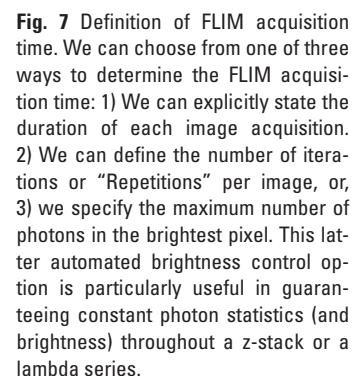 Fig. 7 Definition of FLIM acquisition
time. We can choose from one of three
ways to determine the FLIM acquisi-
tion time: 1) We can explicitly state the
duration of each image acquisition.
2) We can define the number of itera-
tions or “Repetitions” per image, or,
3) we specify the maximum number of
photons in the brightest pixel. This lat-
ter automated brightness control op-
tion is particularly useful in guaran-
teeing constant photon statistics (and
brightness) throughout a z-stack or a
lambda series.